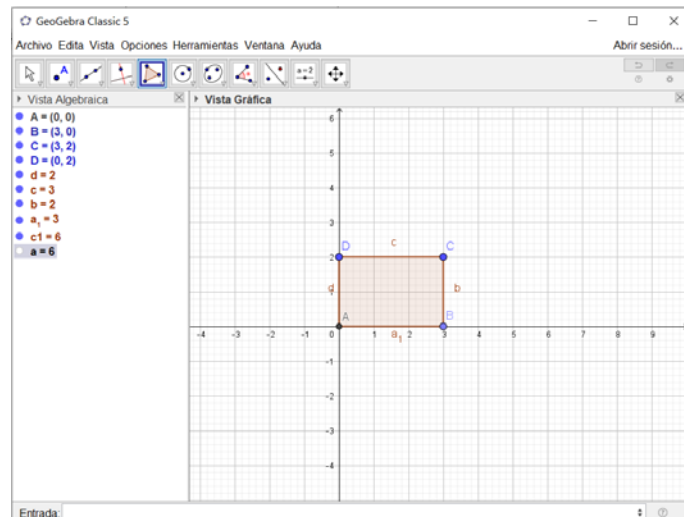 GeoGebra Classic 5
Archivo Edita Vista Opciones Herramientas Ventana Ayuda
Abrir sesión...
A
a=2
Vista Algebraica
A = (0, 0)
B = (3, 0)
C = (3, 2)
D = (0, 2)
d = 2
c = 3
b = 2
a₁ = 3
c1 = 6
a = 6
Vista Gráfica
6
5
4
3
D
c
C
2
d
b
1
A
B
-4 -3 -2 -1 0 1 2 3 4 5 6 7 8 9
a₁
-1
-2
-3
-4
Entrada: